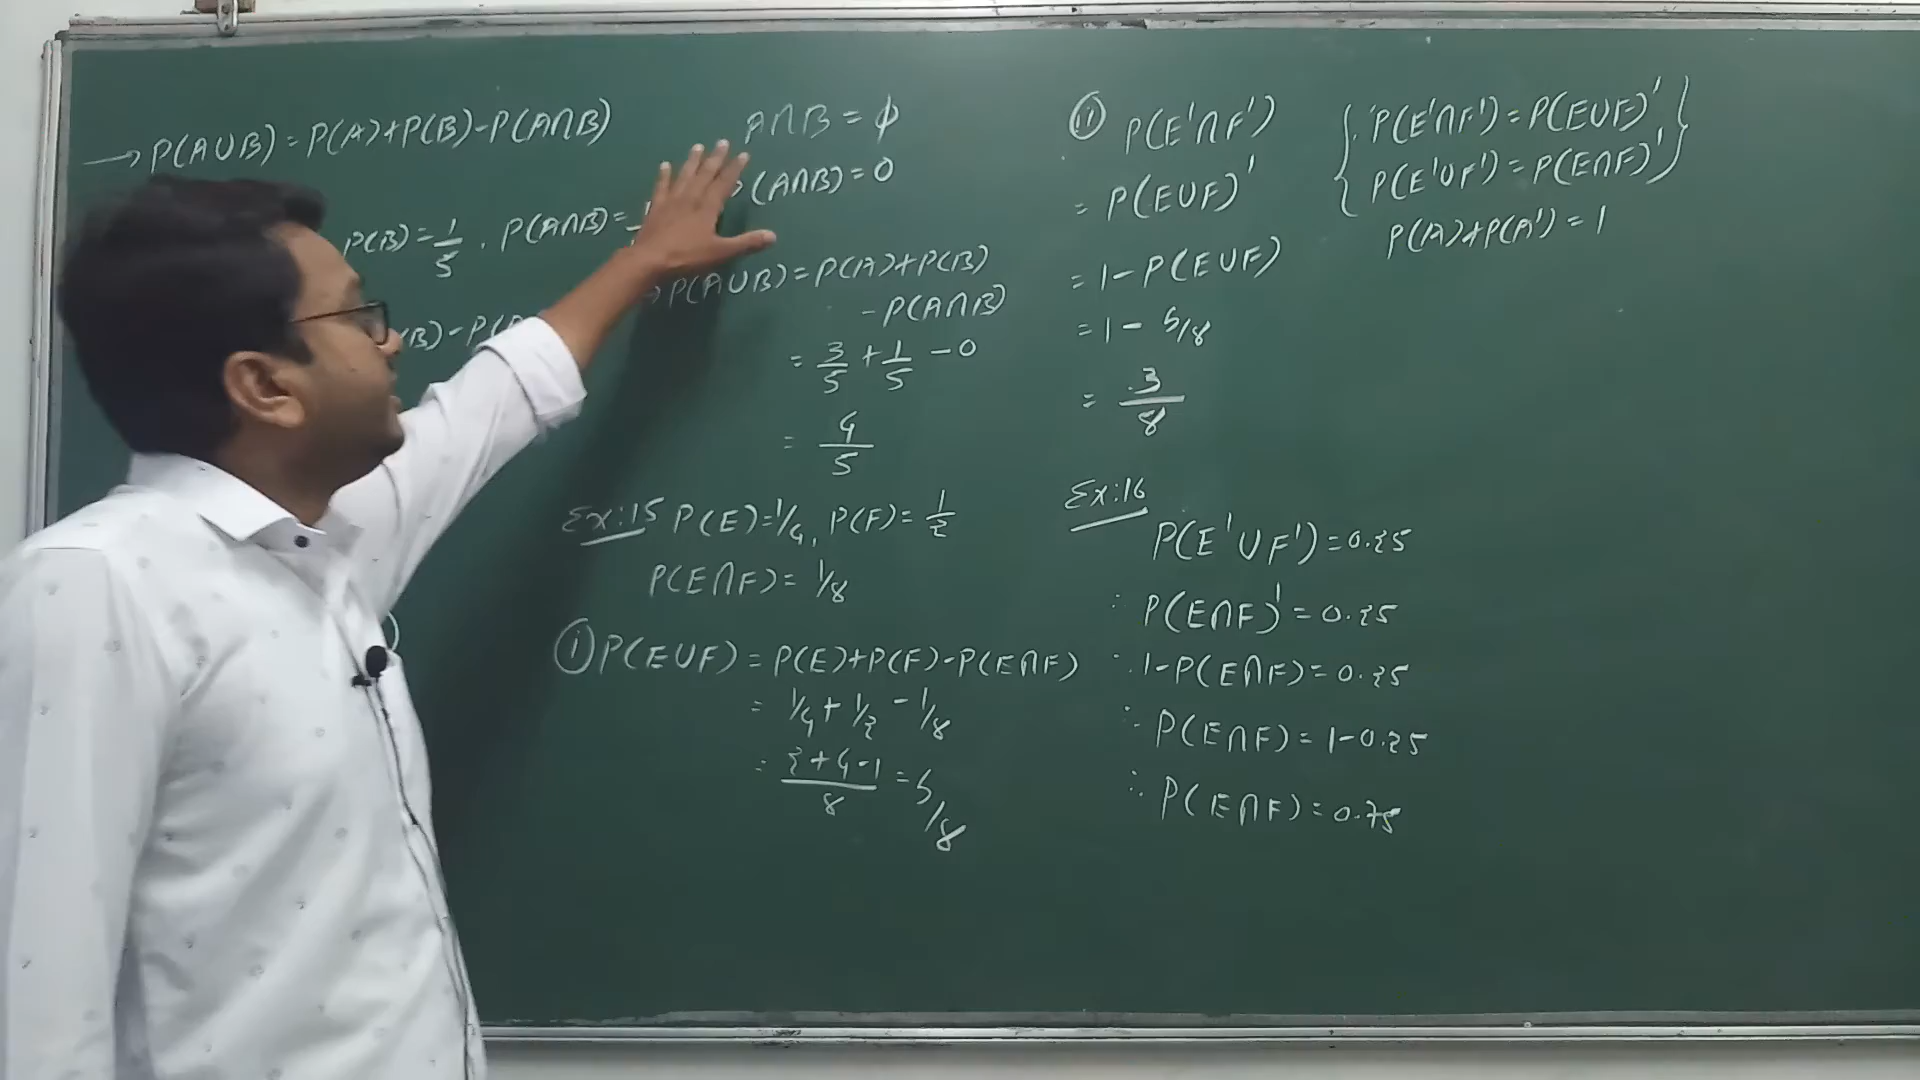 → P(A∪B) = P(A)+P(B)-P(A∩B)
P(B) = 1/5 . P(A∩B) =
A∩B = ϕ
P(A∩B) = 0
P(A∪B) = P(A)+P(B)
- P(A∩B)
= 3/5 + 1/5 - 0
= 4/5
Ex:15 P(E)=1/4, P(F)=1/2
P(E∩F) = 1/8
(i) P(E∪F) = P(E)+P(F)-P(E∩F)
= 1/4 + 1/2 - 1/8
= (2+4-1)/8 = 5/8
(ii) P(E'∩F')
= P(E∪F)'
= 1-P(E∪F)
= 1 - 5/8
= 3/8
{ P(E'∩F') = P(E∪F)'
P(E'∪F') = P(E∩F)' }
P(A)+P(A') = 1
Ex:16
P(E'∪F') = 0.25
∴ P(E∩F)' = 0.25
∴ 1-P(E∩F) = 0.25
∴ P(E∩F) = 1-0.25
∴ P(E∩F) = 0.75